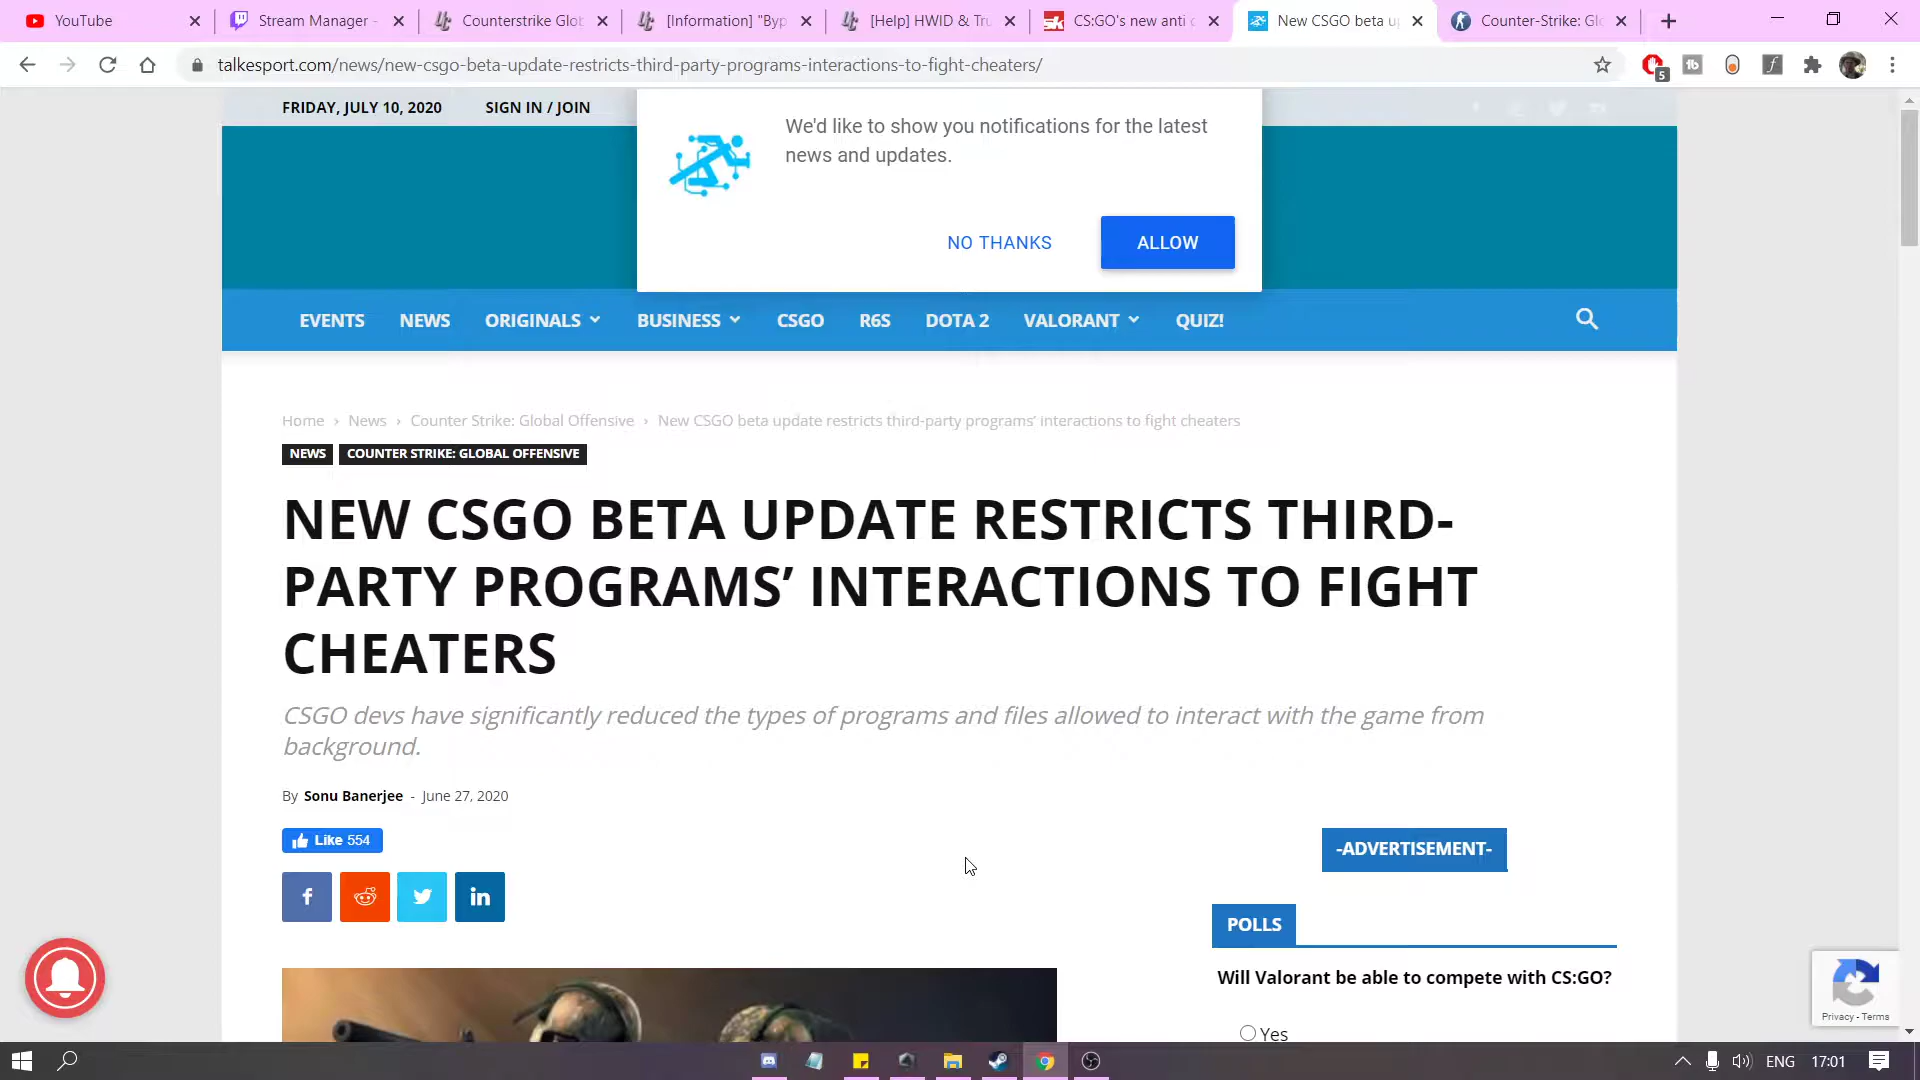 YouTube
Stream Manager -
Counterstrike Glob
[Information] "Byp
[Help] HWID & Tru
CS:GO's new anti c
New CSGO beta u
Counter-Strike: Glo
talkesport.com/news/new-csgo-beta-update-restricts-third-party-programs-interactions-to-fight-cheaters/
5
FRIDAY, JULY 10, 2020 SIGN IN / JOIN
We'd like to show you notifications for the latest
news and updates.
NO THANKS ALLOW
EVENTS NEWS ORIGINALS BUSINESS CSGO R6S DOTA 2 VALORANT QUIZ!
Home › News › Counter Strike: Global Offensive › New CSGO beta update restricts third-party programs’ interactions to fight cheaters
NEWS COUNTER STRIKE: GLOBAL OFFENSIVE
NEW CSGO BETA UPDATE RESTRICTS THIRD-
PARTY PROGRAMS’ INTERACTIONS TO FIGHT
CHEATERS
CSGO devs have significantly reduced the types of programs and files allowed to interact with the game from
background.
By Sonu Banerjee - June 27, 2020
Like 554
-ADVERTISEMENT-
POLLS
Will Valorant be able to compete with CS:GO?
Yes
Privacy - Terms
ENG 17:01